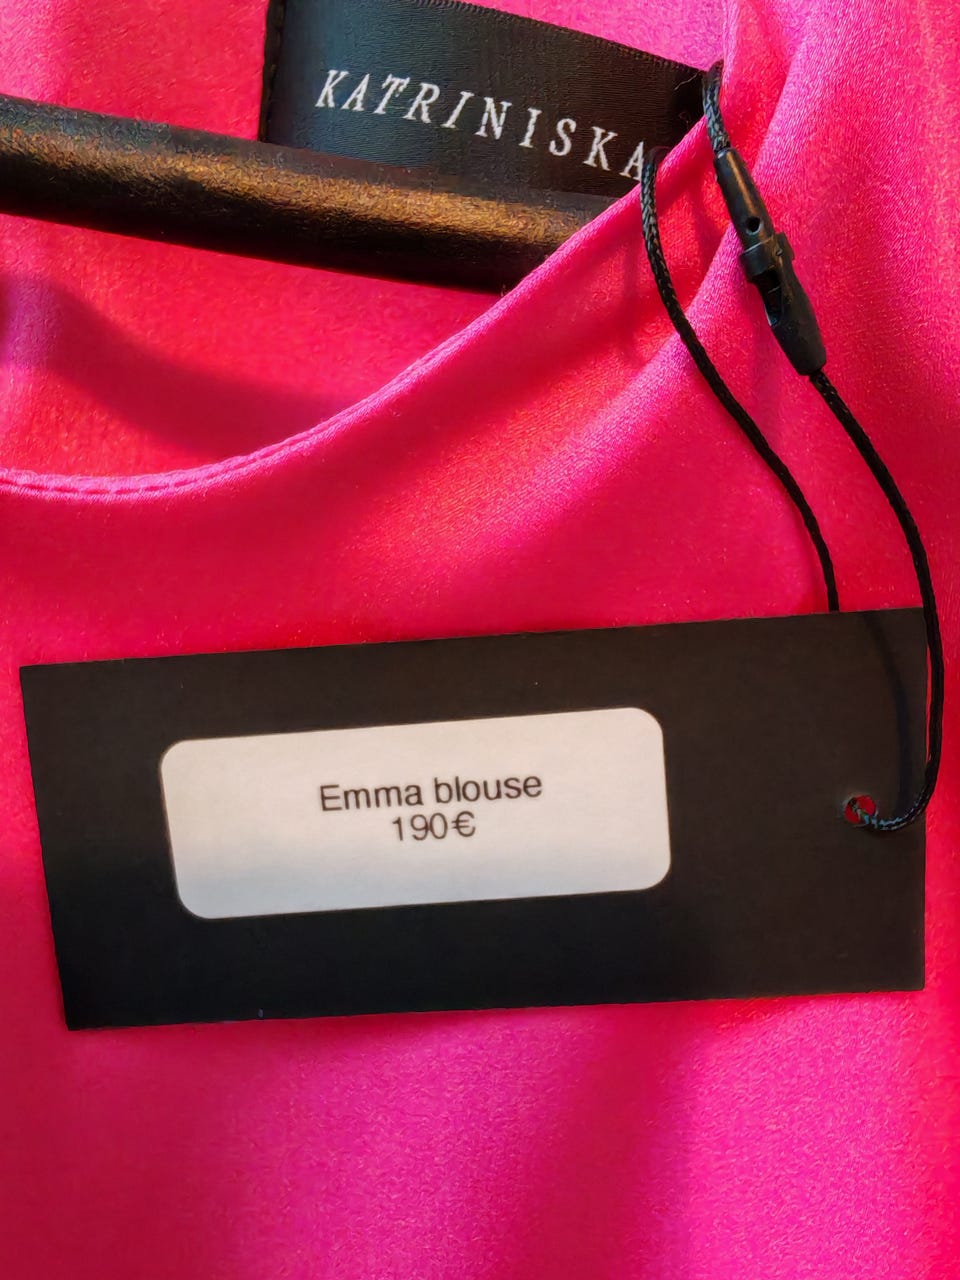 KATRINISKA
Emma blouse
190€